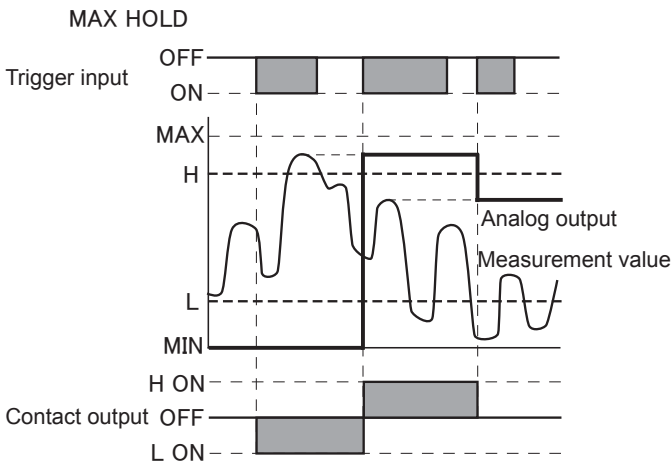 MAX HOLD
OFF
Trigger input
ON
MAX
H
Analog output
Measurement value
L
MIN
H ON
Contact output OFF
L ON